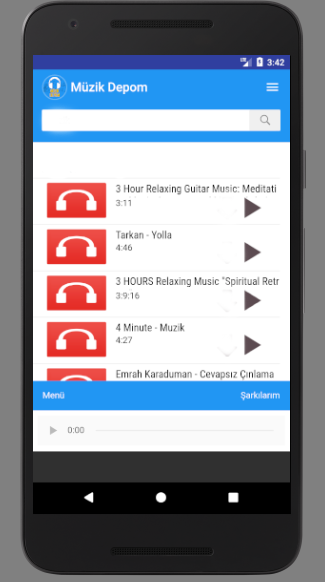 3:42
Müzik Depom
3 Hour Relaxing Guitar Music: Meditati
3:11
Tarkan - Yolla
4:46
3 HOURS Relaxing Music "Spiritual Retr
3:9:16
4 Minute - Muzik
4:27
Emrah Karaduman - Cevapsız Çınlama
Menü Şarkılarım
0:00